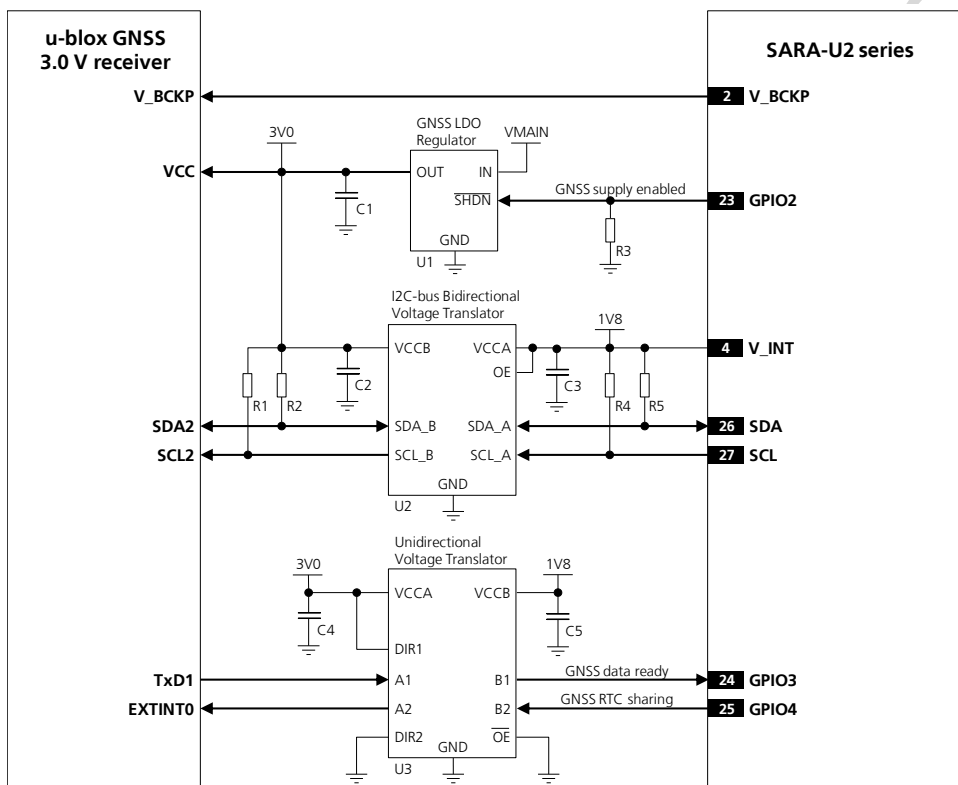 u-blox GNSS
3.0 V receiver
SARA-U2 series
V_BCKP
2 V_BCKP
GNSS LDO
Regulator
VMAIN
3V0
VCC
OUT
IN
C1
SHDN
GNSS supply enabled
23 GPIO2
GND
R3
U1
I2C-bus Bidirectional
Voltage Translator
1V8
VCCB
VCCA
4 V_INT
OE
C2
C3
R1
R2
R4
R5
SDA2
SDA_B
SDA_A
26 SDA
SCL2
SCL_B
SCL_A
27 SCL
GND
U2
Unidirectional
Voltage Translator
3V0
1V8
VCCA
VCCB
C4
C5
DIR1
TxD1
A1
B1
GNSS data ready
24 GPIO3
EXTINT0
A2
B2
GNSS RTC sharing
25 GPIO4
DIR2
OE
GND
U3